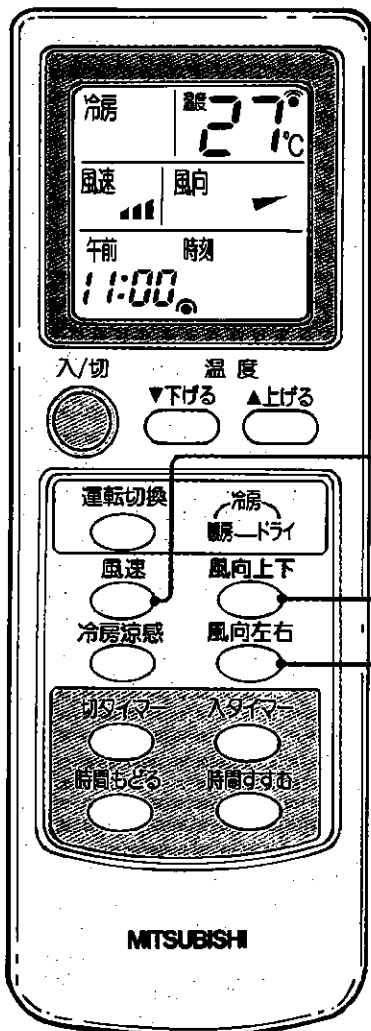 冷房 温度 27℃
風速 風向
午前 時刻
11:00
入/切 温度
▼下げる ▲上げる
運転切換 冷房
暖房 ドライ
風速 風向上下
冷房涼感 風向左右
切タイマー 入タイマー
時間もどる 時間すすむ
MITSUBISHI